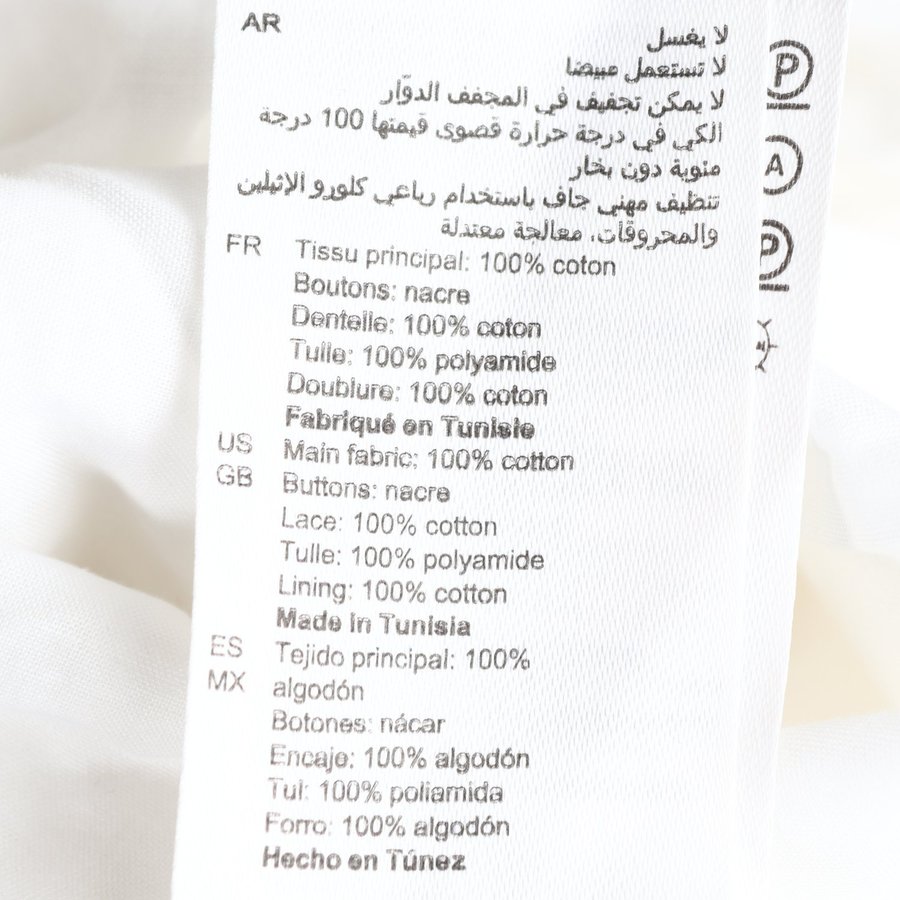 AR
لا يغسل
لا تستعمل مبيضا
لا يمكن تجفيف في المجفف الدوّار
الكي في درجة حرارة قصوى قيمتها 100 درجة
مئوية دون بخار
تنظيف مهني جاف باستخدام رباعي كلورو الإثيلين
والمحروقات، معالجة معتدلة
P
A
P
FR Tissu principal: 100% coton
Boutons: nacre
Dentelle: 100% coton
Tulle: 100% polyamide
Doublure: 100% coton
Fabriqué en Tunisie
US Main fabric: 100% cotton
GB Buttons: nacre
Lace: 100% cotton
Tulle: 100% polyamide
Lining: 100% cotton
Made in Tunisia
ES Tejido principal: 100%
MX algodón
Botones: nácar
Encaje: 100% algodón
Tul: 100% poliamida
Forro: 100% algodón
Hecho en Túnez